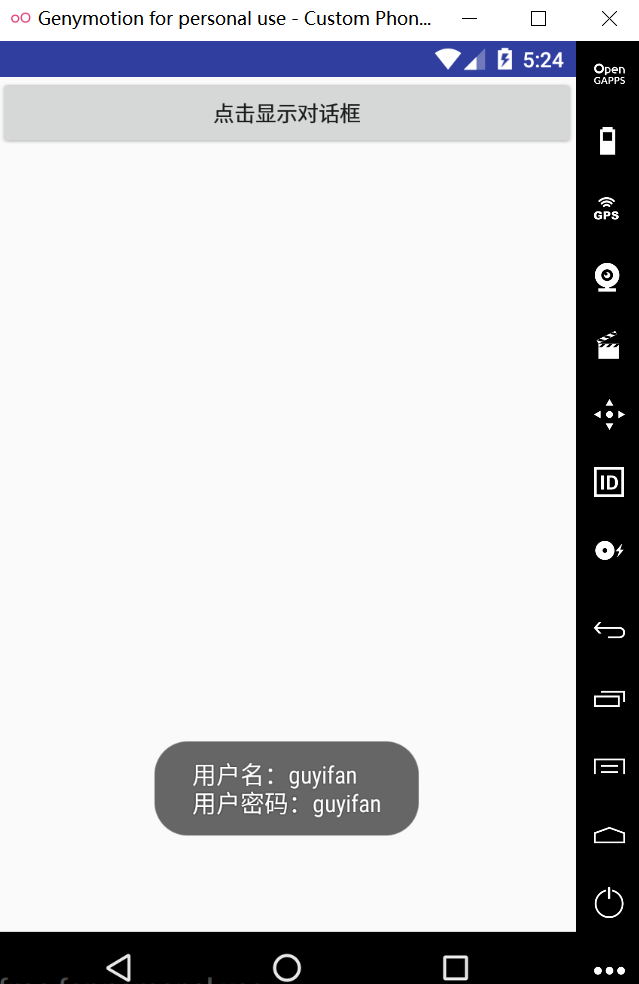 Genymotion for personal use - Custom Phon...
5:24
Open
GAPPS
点击显示对话框
GPS
ID
用户名：guyifan
用户密码：guyifan